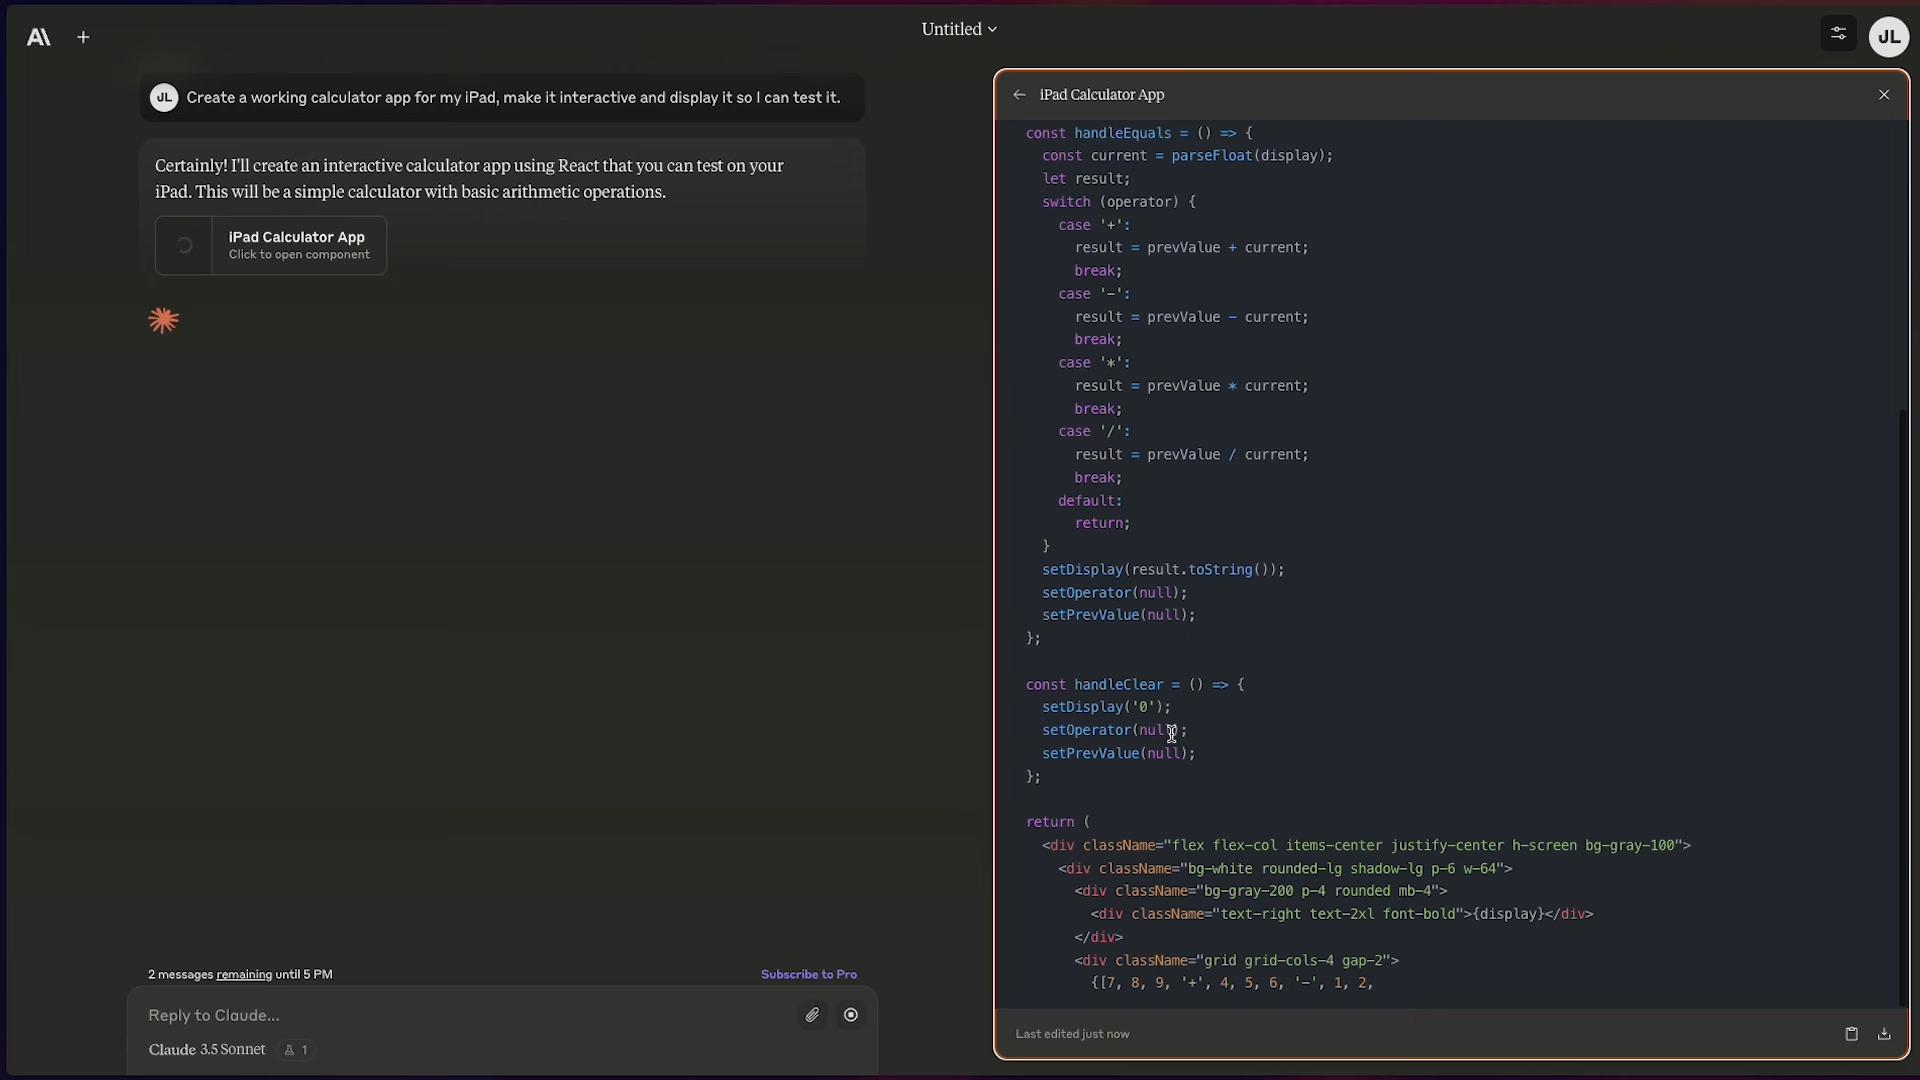 A\
+
Untitled
JL
JL
Create a working calculator app for my iPad, make it interactive and display it so I can test it.
Certainly! I'll create an interactive calculator app using React that you can test on your
iPad. This will be a simple calculator with basic arithmetic operations.
iPad Calculator App
Click to open component
2 messages remaining until 5 PM
Subscribe to Pro
Reply to Claude...
Claude 3.5 Sonnet
1
iPad Calculator App
const handleEquals = () => {
const current = parseFloat(display);
let result;
switch (operator) {
case '+':
result = prevValue + current;
break;
case '-':
result = prevValue - current;
break;
case '*':
result = prevValue * current;
break;
case '/':
result = prevValue / current;
break;
default:
return;
}
setDisplay(result.toString());
setOperator(null);
setPrevValue(null);
};
const handleClear = () => {
setDisplay('0');
setOperator(null);
setPrevValue(null);
};
return (
<div className="flex flex-col items-center justify-center h-screen bg-gray-100">
<div className="bg-white rounded-lg shadow-lg p-6 w-64">
<div className="bg-gray-200 p-4 rounded mb-4">
<div className="text-right text-2xl font-bold">{display}</div>
</div>
<div className="grid grid-cols-4 gap-2">
{[7, 8, 9, '+', 4, 5, 6, '-', 1, 2,
Last edited just now